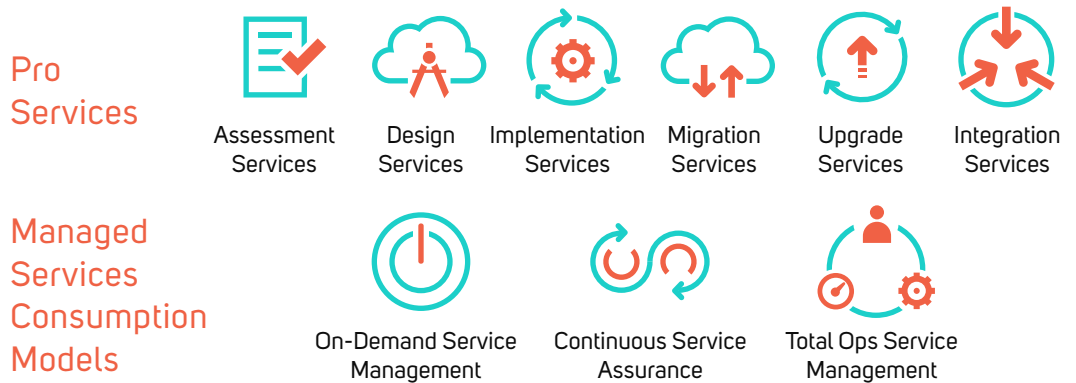 Pro
Services
Assessment
Services
Design
Services
Implementation
Services
Migration
Services
Upgrade
Services
Integration
Services
Managed
Services
Consumption
Models
On-Demand Service
Management
Continuous Service
Assurance
Total Ops Service
Management